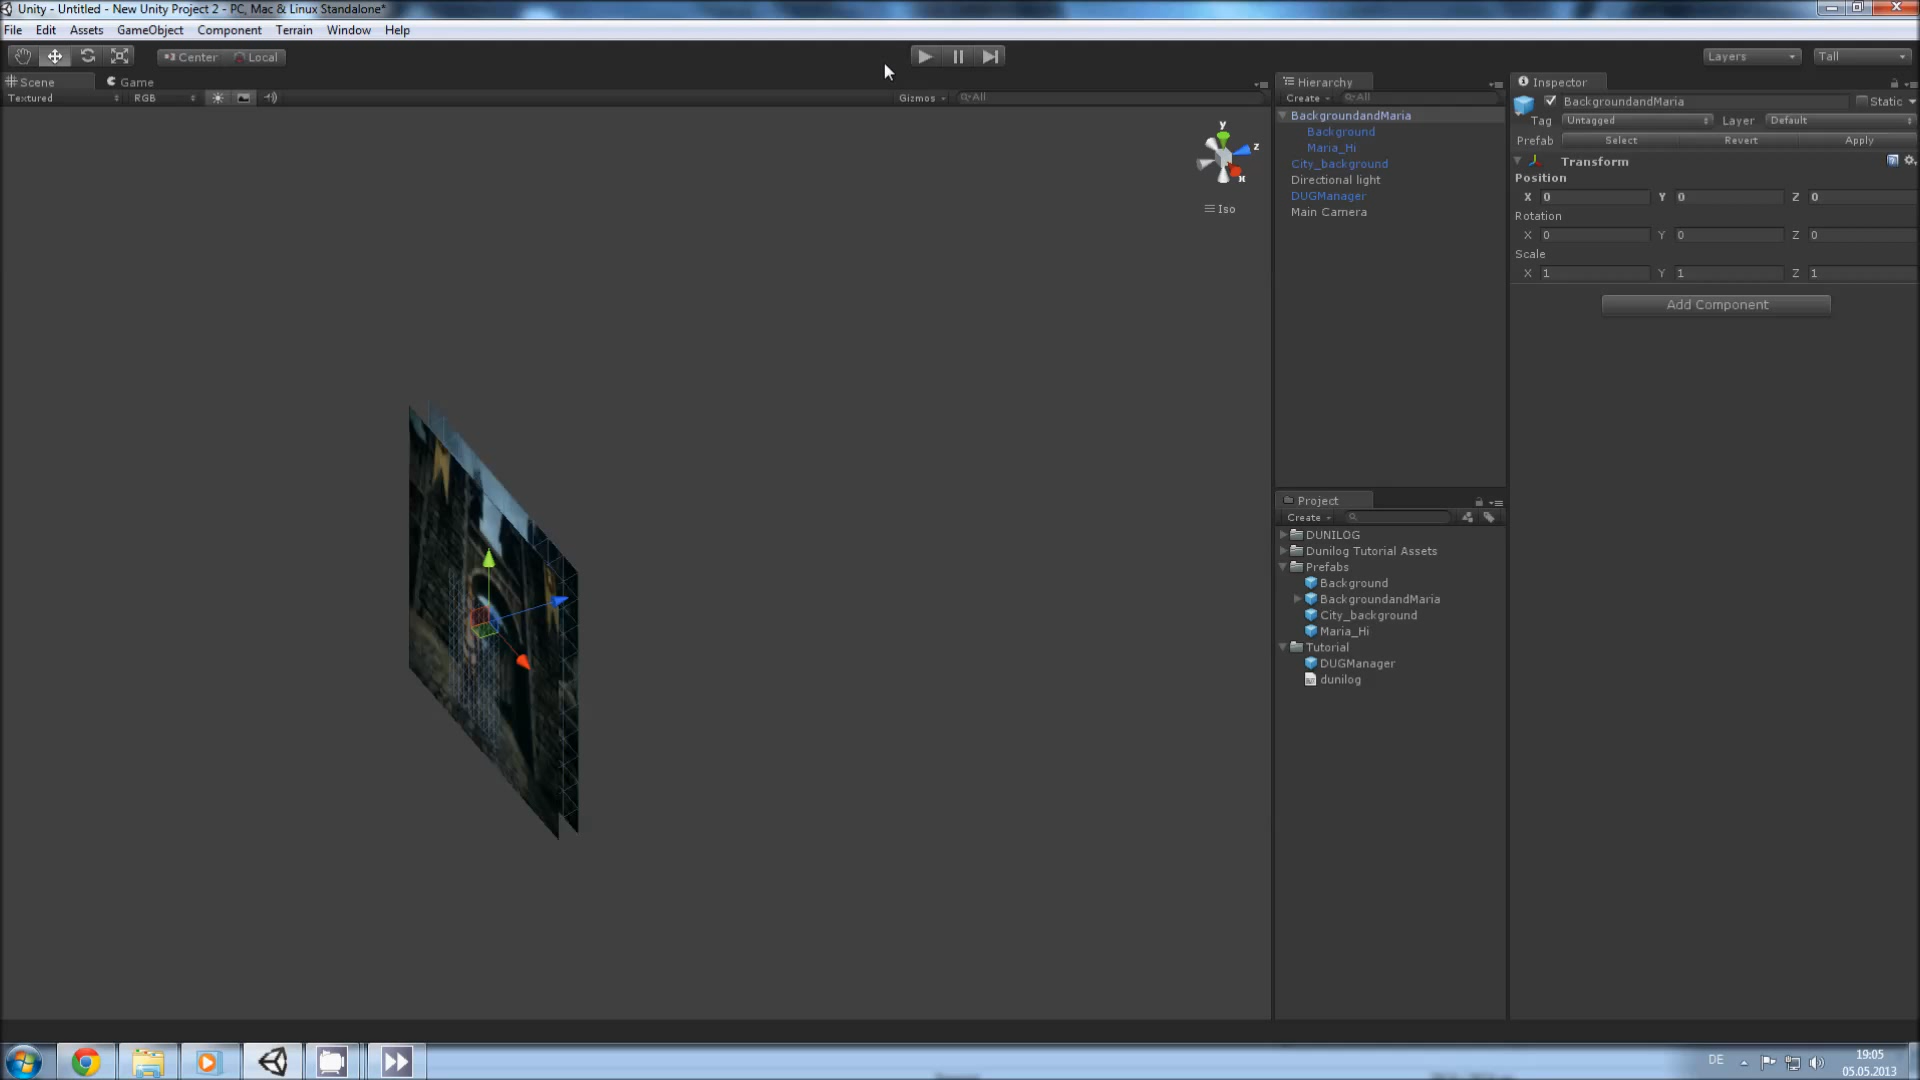 Unity - Untitled - New Unity Project 2 - PC, Mac & Linux Standalone*
File Edit Assets GameObject Component Terrain Window Help
Center Local Layers Tall
Scene Game Hierarchy Inspector
Textured RGB Gizmos All Create All BackgroundandMaria Static
Tag Untagged Layer Default
Prefab Select Revert Apply
Transform
Position
X 0 Y 0 Z 0
Rotation
X 0 Y 0 Z 0
Scale
X 1 Y 1 Z 1
Add Component
BackgroundandMaria
Background
Maria_Hi
City_background
Directional light
DUGManager
Main Camera
y
z
x
Iso
Project
Create
DUNILOG
Dunilog Tutorial Assets
Prefabs
Background
BackgroundandMaria
City_background
Maria_Hi
Tutorial
DUGManager
dunilog
DE
19:05
05.05.2013